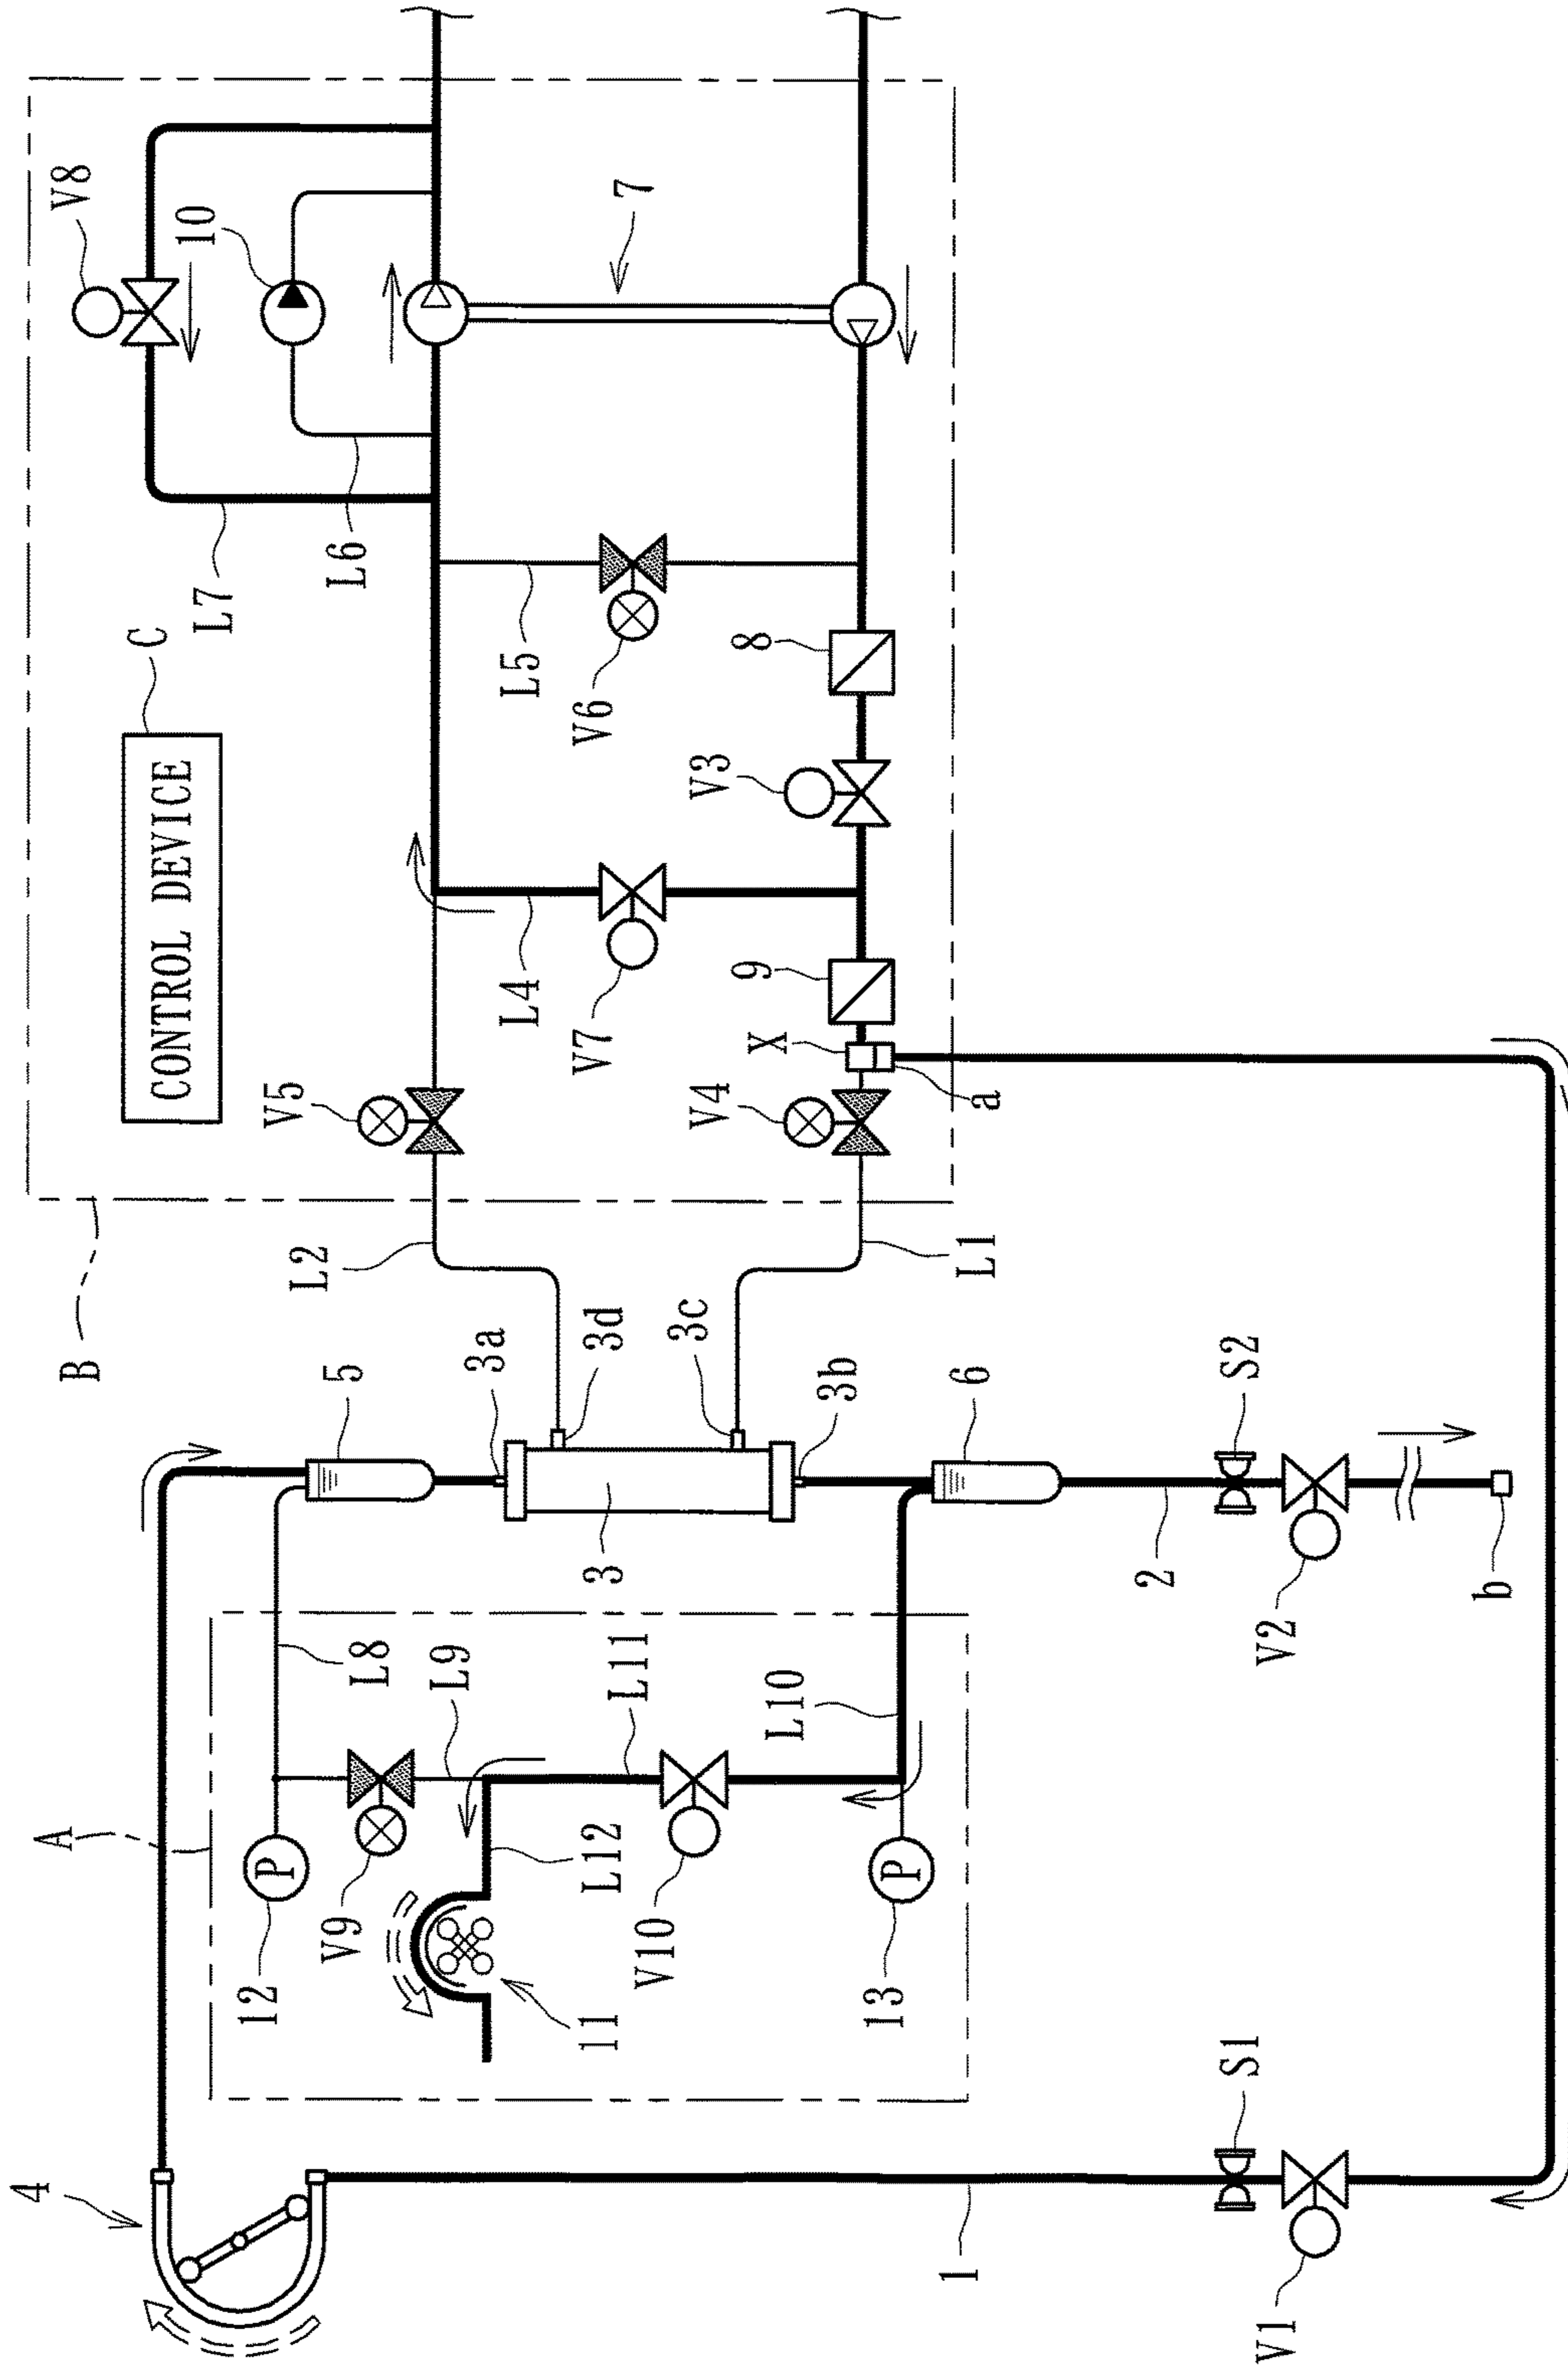 V8
10
7
L7
L6
C
CONTROL DEVICE
L5
V6
8
V3
L4
V7
9
X
a
V5
V4
B
L2
L1
3a
3d
3c
3b
5
6
S2
3
2
V2
b
A
L8
L9
L11
L10
P
12
V9
L12
V10
P
13
11
4
S1
1
V1